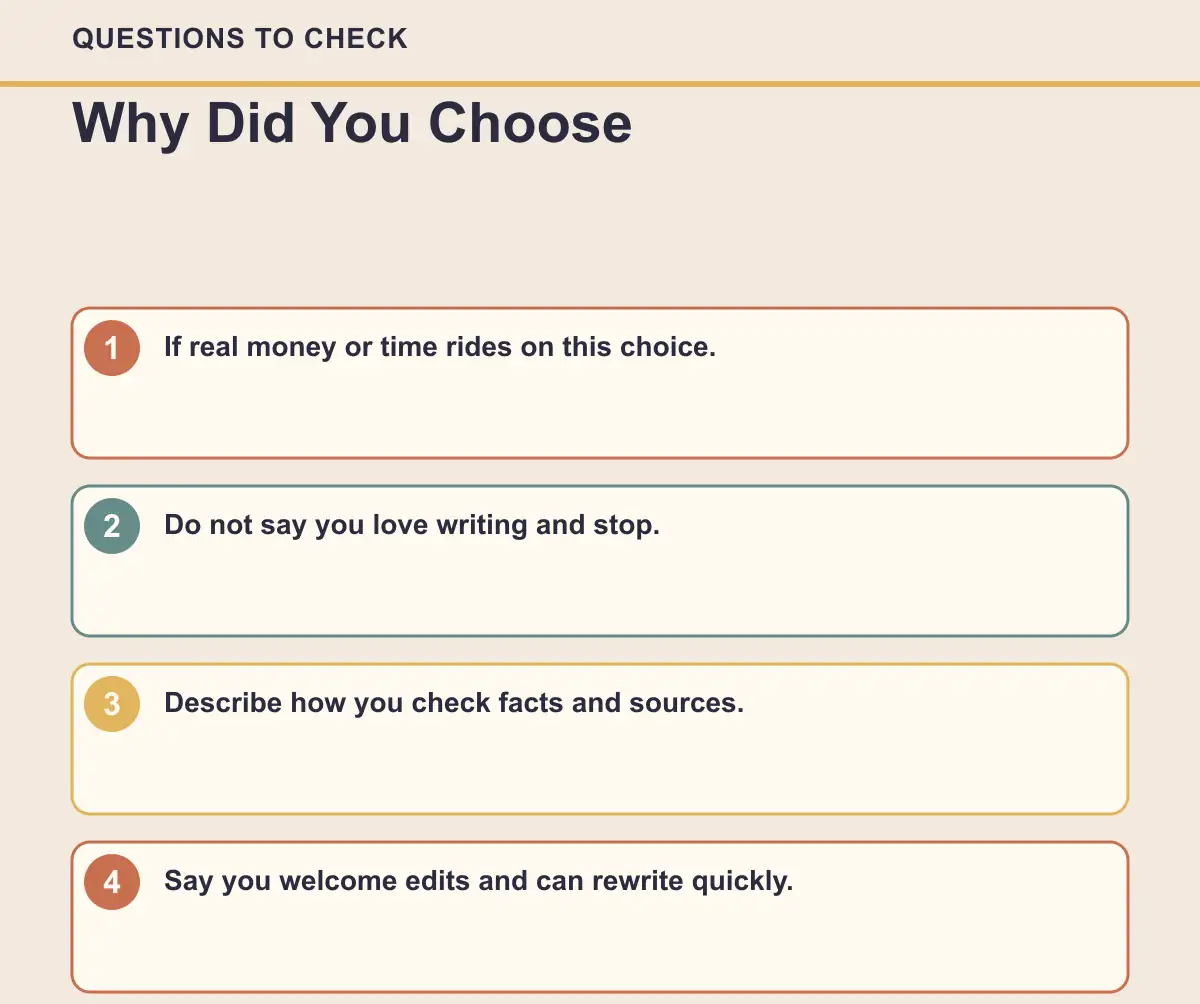 QUESTIONS TO CHECK
Why Did You Choose
1 If real money or time rides on this choice.
2 Do not say you love writing and stop.
3 Describe how you check facts and sources.
4 Say you welcome edits and can rewrite quickly.